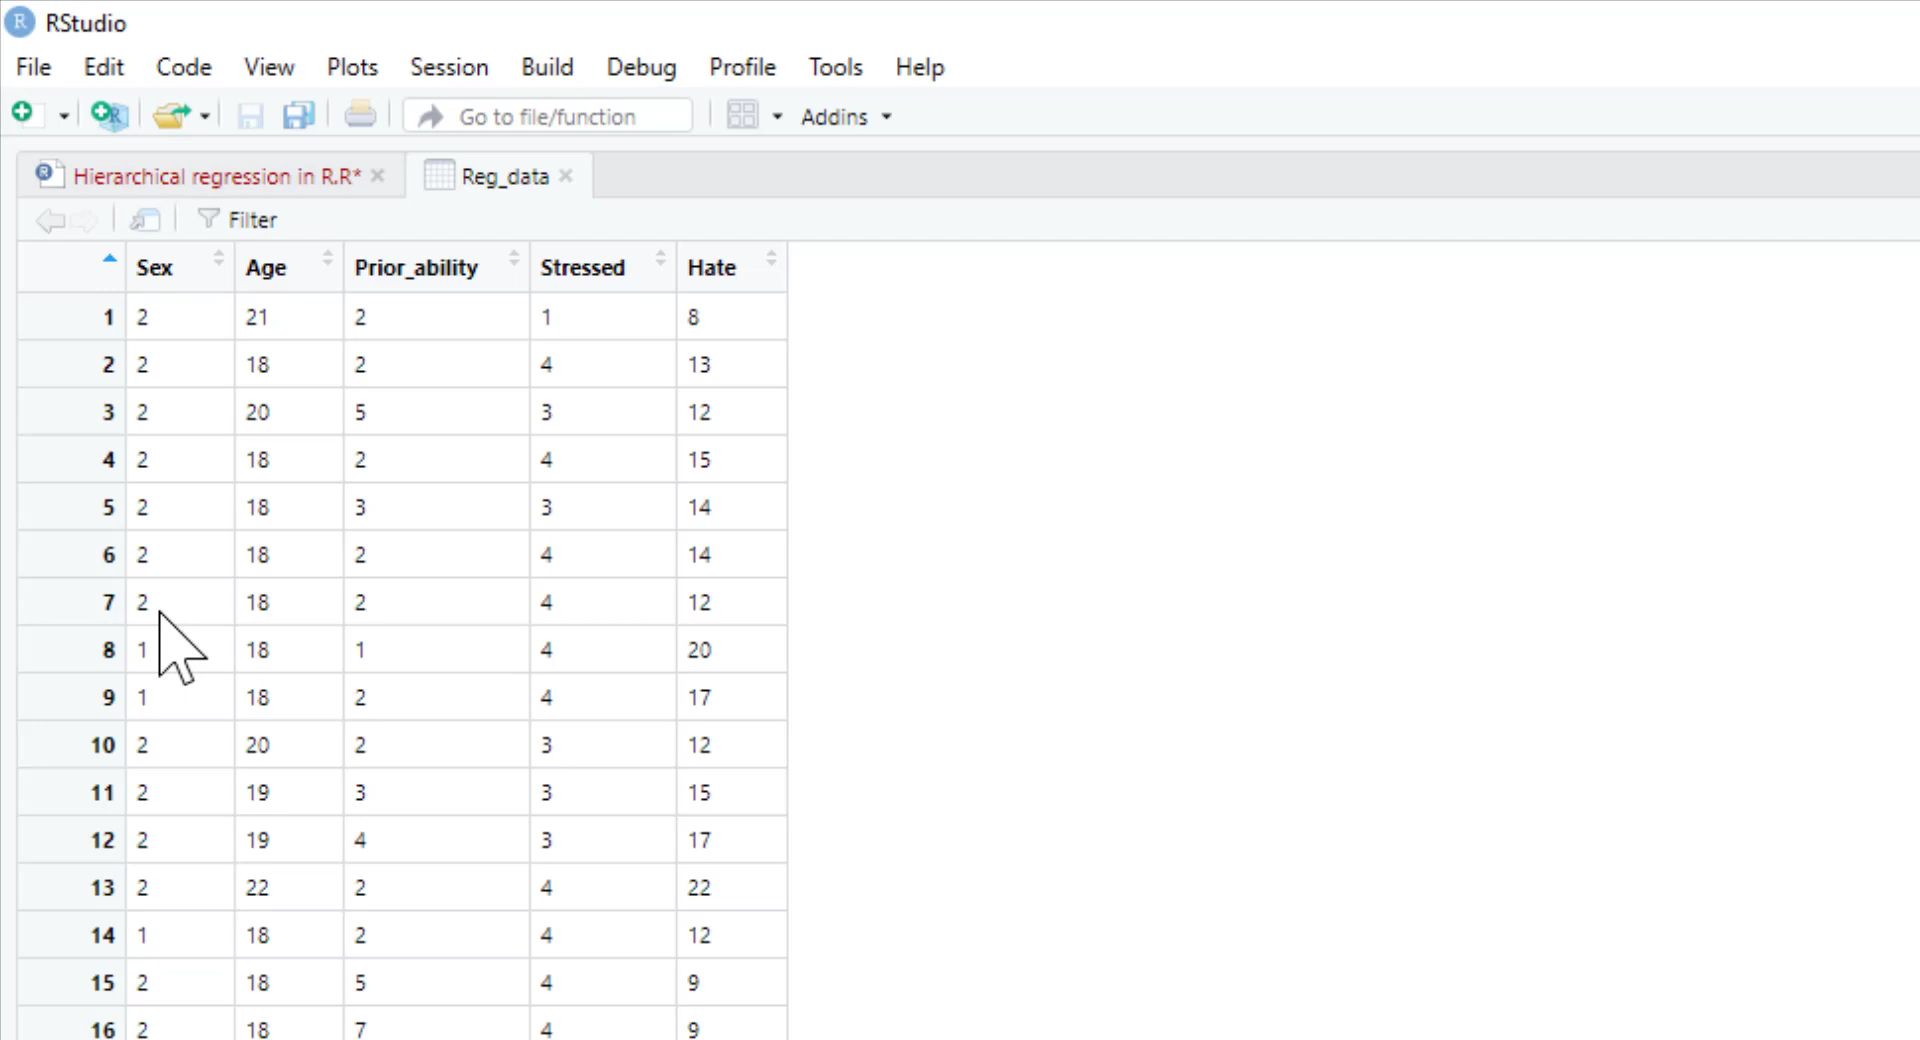 RStudio
File Edit Code View Plots Session Build Debug Profile Tools Help
Go to file/function Addins
Hierarchical regression in R.R* Reg_data
Filter
Sex Age Prior_ability Stressed Hate
1 2 21 2 1 8
2 2 18 2 4 13
3 2 20 5 3 12
4 2 18 2 4 15
5 2 18 3 3 14
6 2 18 2 4 14
7 2 18 2 4 12
8 1 18 1 4 20
9 1 18 2 4 17
10 2 20 2 3 12
11 2 19 3 3 15
12 2 19 4 3 17
13 2 22 2 4 22
14 1 18 2 4 12
15 2 18 5 4 9
16 2 18 7 4 9